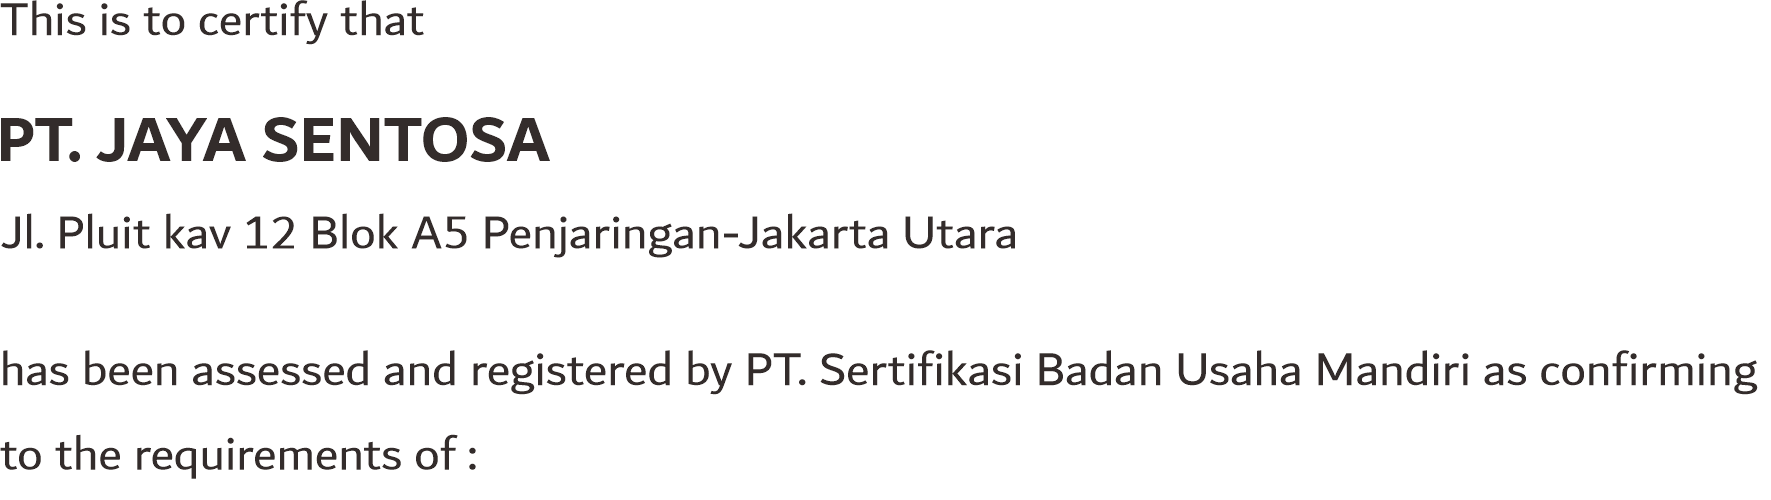 This is to certify that
PT. JAYA SENTOSA
Jl. Pluit kav 12 Blok A5 Penjaringan-Jakarta Utara
has been assessed and registered by PT. Sertifikasi Badan Usaha Mandiri as confirming
to the requirements of :